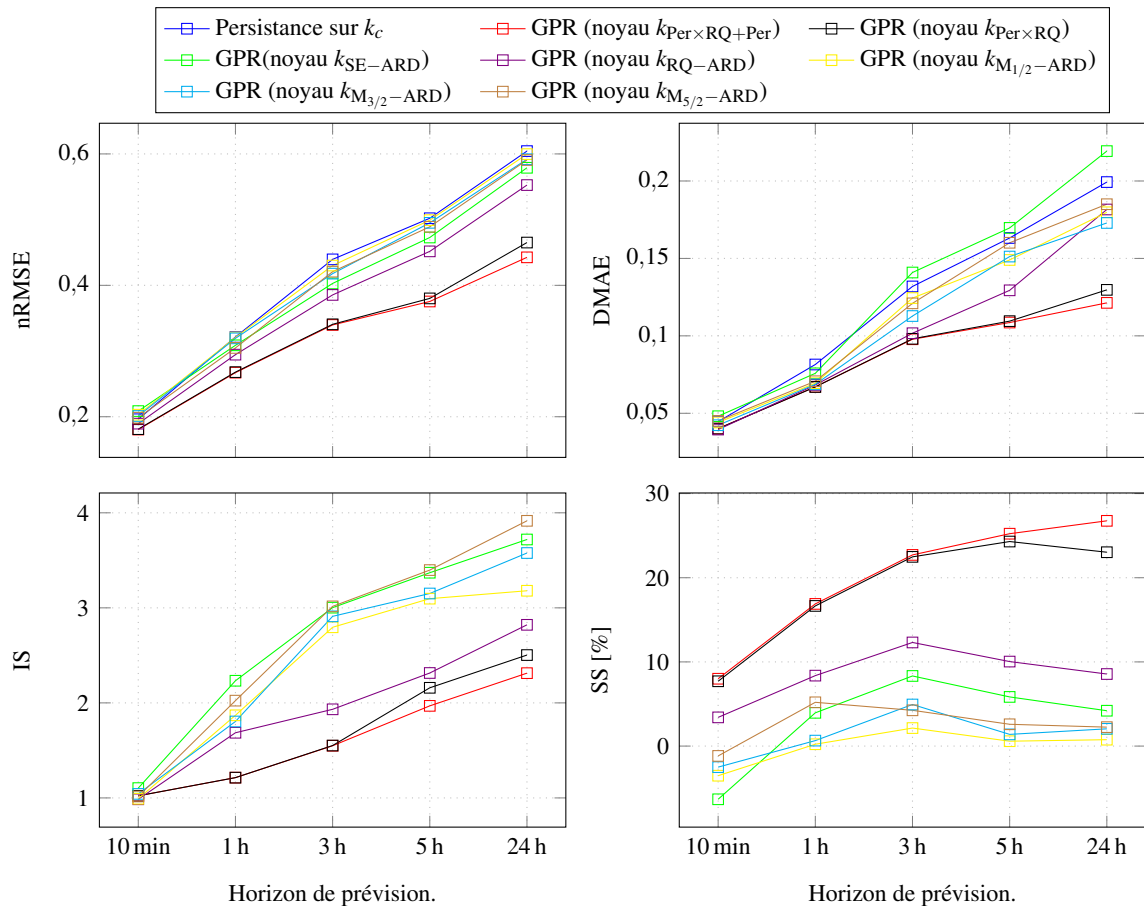 Persistance sur k_c GPR (noyau k_Per×RQ+Per) GPR (noyau k_Per×RQ)
GPR(noyau k_SE−ARD) GPR (noyau k_RQ−ARD) GPR (noyau k_M1/2−ARD)
GPR (noyau k_M3/2−ARD) GPR (noyau k_M5/2−ARD)
nRMSE
0,6
0,4
0,2
DMAE
0,2
0,15
0,1
0,05
IS
4
3
2
1
10 min 1 h 3 h 5 h 24 h
Horizon de prévision.
SS [%]
30
20
10
0
10 min 1 h 3 h 5 h 24 h
Horizon de prévision.